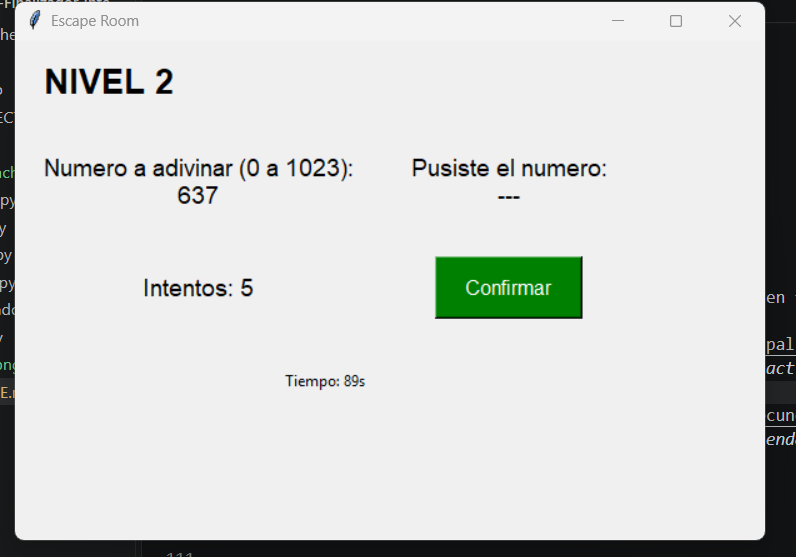 Escape Room
NIVEL 2
Numero a adivinar (0 a 1023):
637
Pusiste el numero:
---
Intentos: 5
Confirmar
Tiempo: 89s